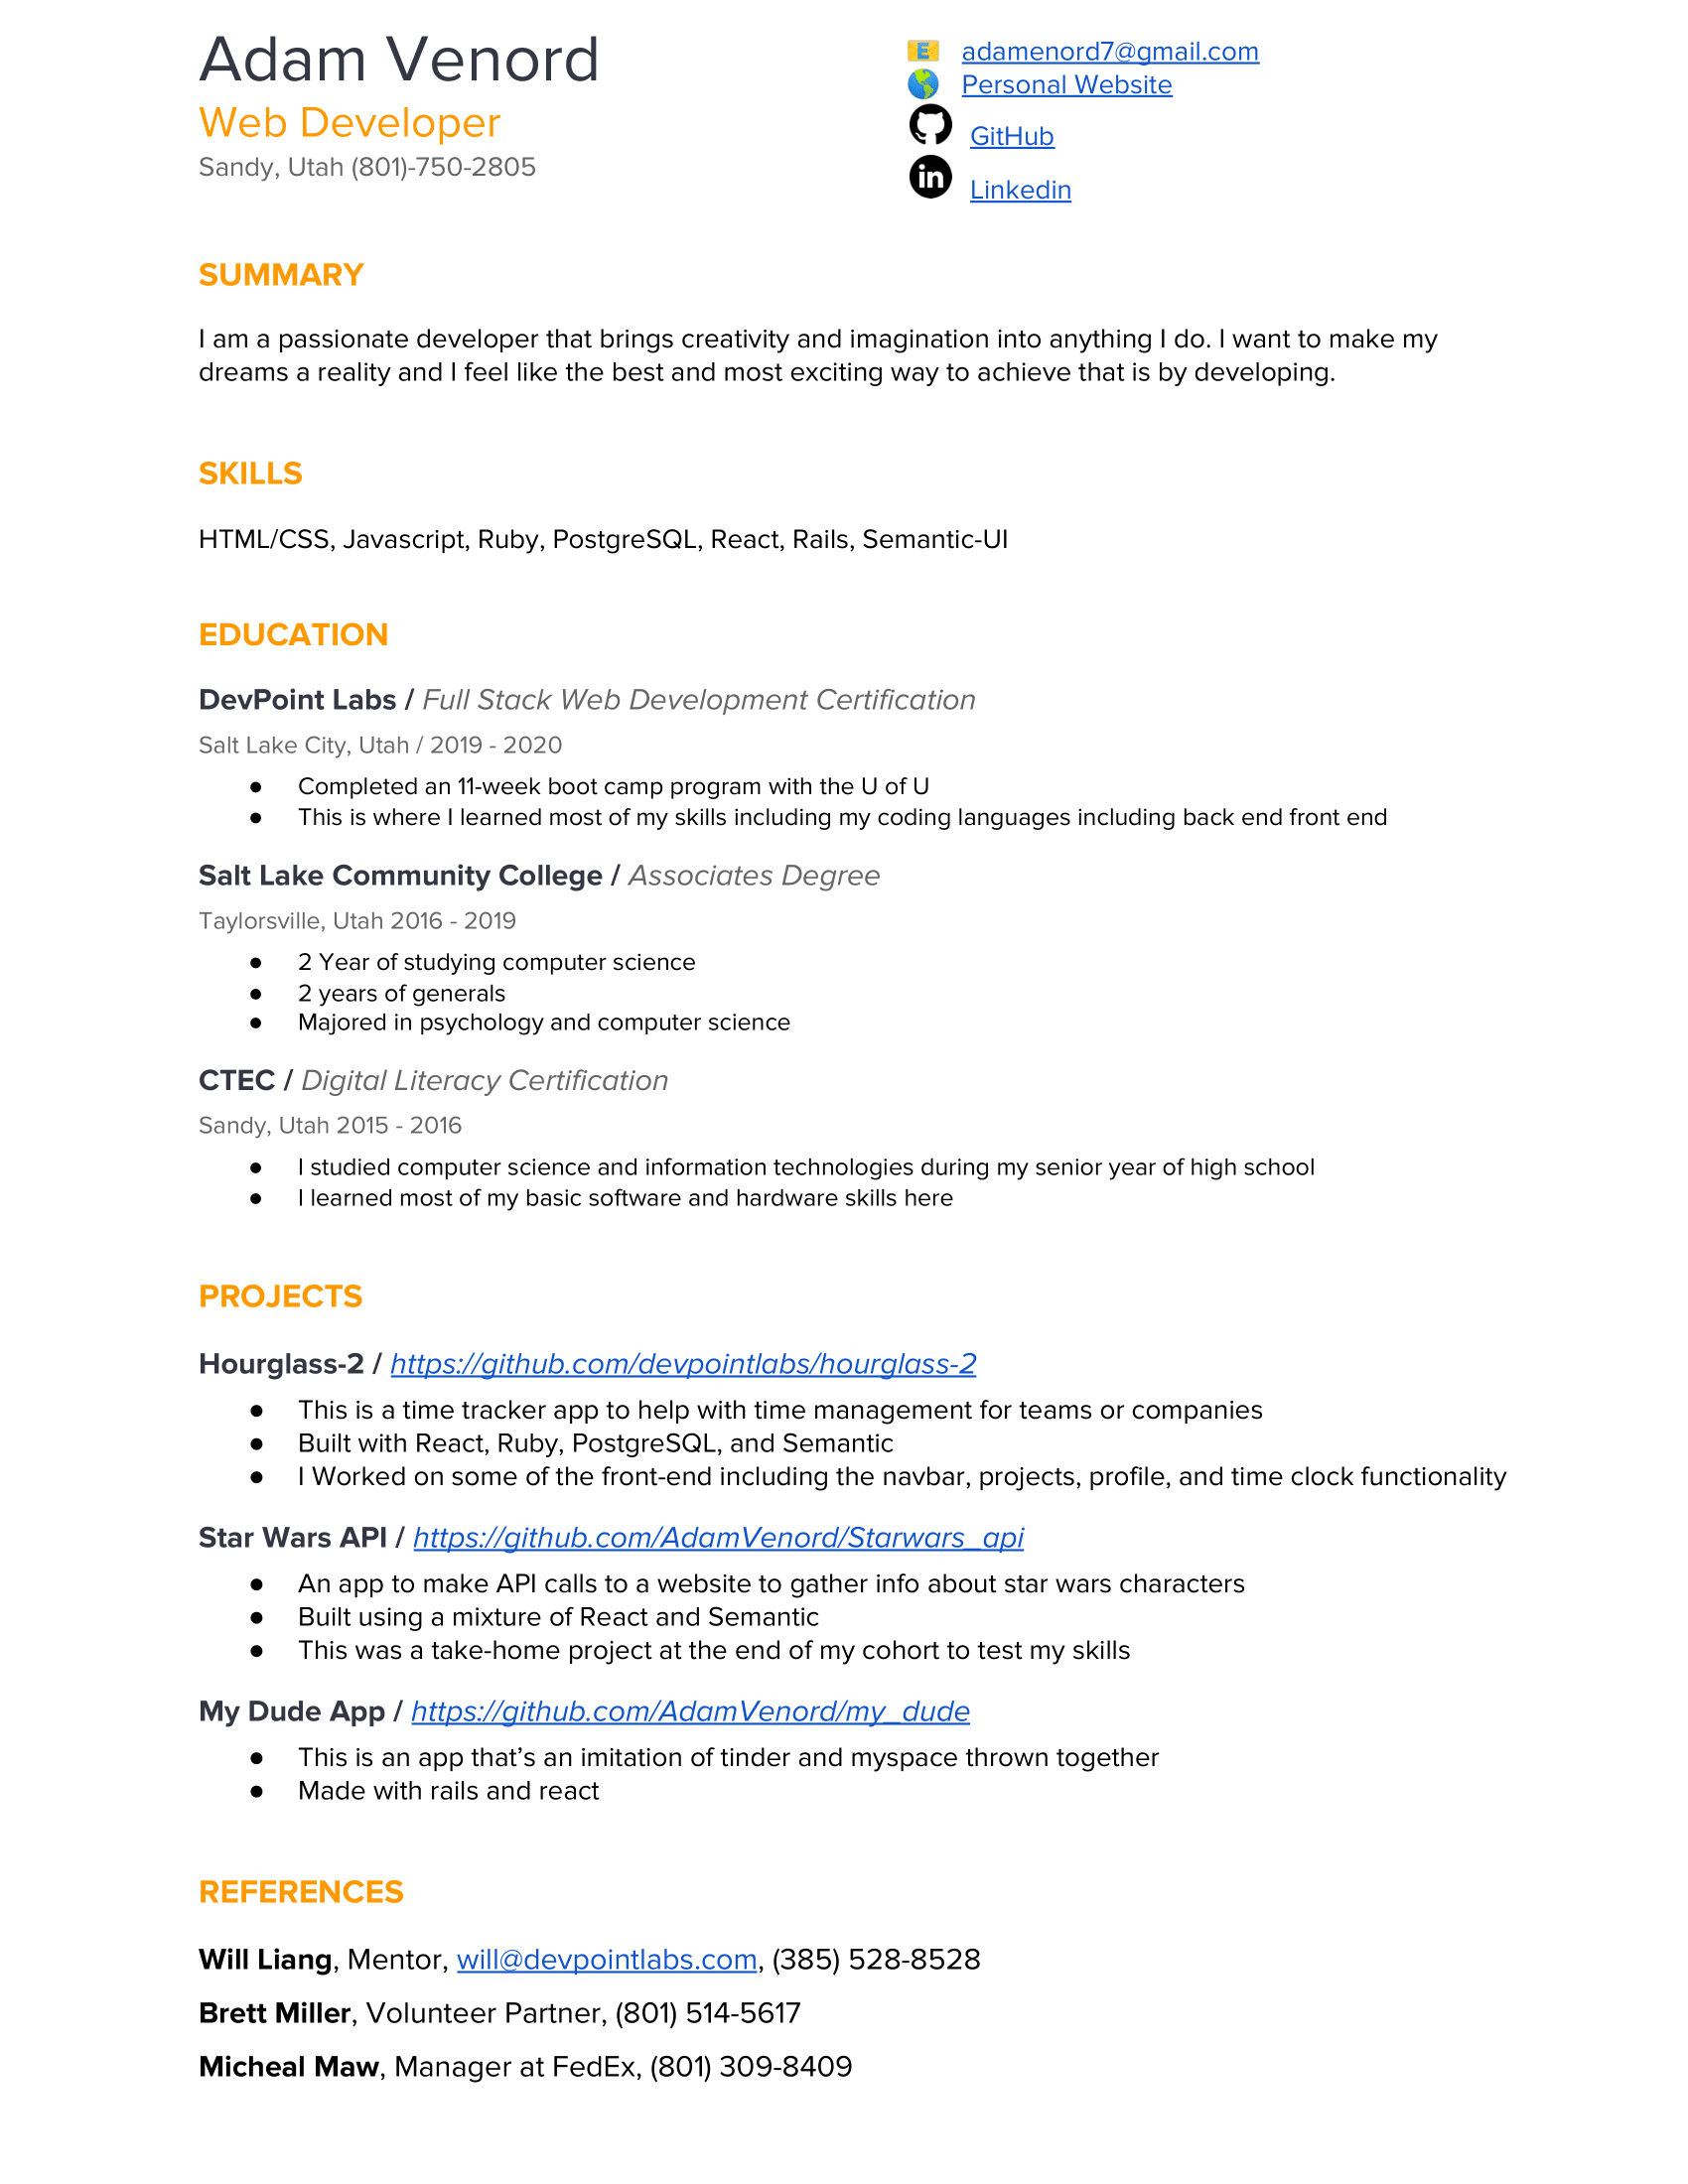 Adam Venord
Web Developer
Sandy, Utah (801)-750-2805
E adamenord7@gmail.com
Personal Website
GitHub
in Linkedin
SUMMARY
I am a passionate developer that brings creativity and imagination into anything I do. I want to make my
dreams a reality and I feel like the best and most exciting way to achieve that is by developing.
SKILLS
HTML/CSS, Javascript, Ruby, PostgreSQL, React, Rails, Semantic-UI
EDUCATION
DevPoint Labs / Full Stack Web Development Certification
Salt Lake City, Utah / 2019 - 2020
● Completed an 11-week boot camp program with the U of U
● This is where I learned most of my skills including my coding languages including back end front end
Salt Lake Community College / Associates Degree
Taylorsville, Utah 2016 - 2019
● 2 Year of studying computer science
● 2 years of generals
● Majored in psychology and computer science
CTEC / Digital Literacy Certification
Sandy, Utah 2015 - 2016
● I studied computer science and information technologies during my senior year of high school
● I learned most of my basic software and hardware skills here
PROJECTS
Hourglass-2 / https://github.com/devpointlabs/hourglass-2
● This is a time tracker app to help with time management for teams or companies
● Built with React, Ruby, PostgreSQL, and Semantic
● I Worked on some of the front-end including the navbar, projects, profile, and time clock functionality
Star Wars API / https://github.com/AdamVenord/Starwars_api
● An app to make API calls to a website to gather info about star wars characters
● Built using a mixture of React and Semantic
● This was a take-home project at the end of my cohort to test my skills
My Dude App / https://github.com/AdamVenord/my_dude
● This is an app that’s an imitation of tinder and myspace thrown together
● Made with rails and react
REFERENCES
Will Liang, Mentor, will@devpointlabs.com, (385) 528-8528
Brett Miller, Volunteer Partner, (801) 514-5617
Micheal Maw, Manager at FedEx, (801) 309-8409